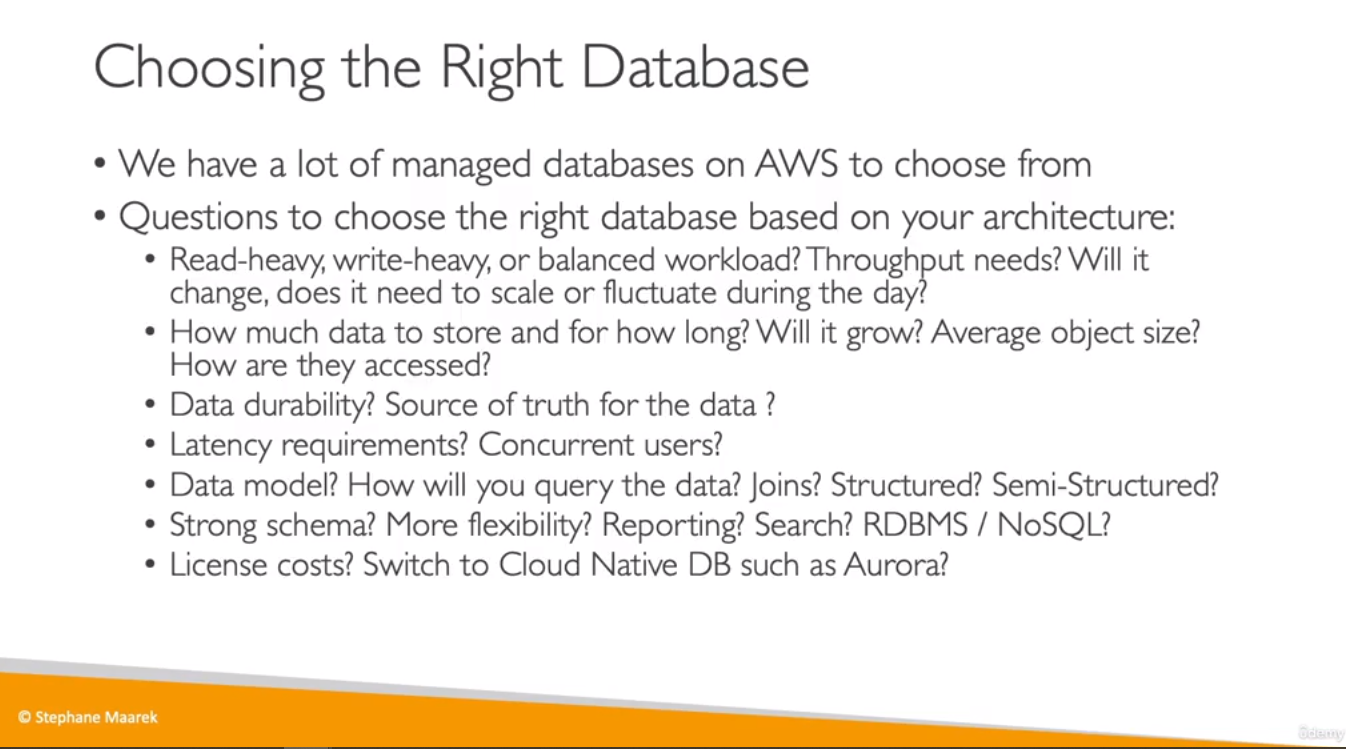 Choosing the Right Database
• We have a lot of managed databases on AWS to choose from
• Questions to choose the right database based on your architecture:
• Read-heavy, write-heavy, or balanced workload? Throughput needs? Will it
change, does it need to scale or fluctuate during the day?
• How much data to store and for how long? Will it grow? Average object size?
How are they accessed?
• Data durability? Source of truth for the data ?
• Latency requirements? Concurrent users?
• Data model? How will you query the data? Joins? Structured? Semi-Structured?
• Strong schema? More flexibility? Reporting? Search? RDBMS / NoSQL?
• License costs? Switch to Cloud Native DB such as Aurora?
© Stephane Maarek
ûdemy